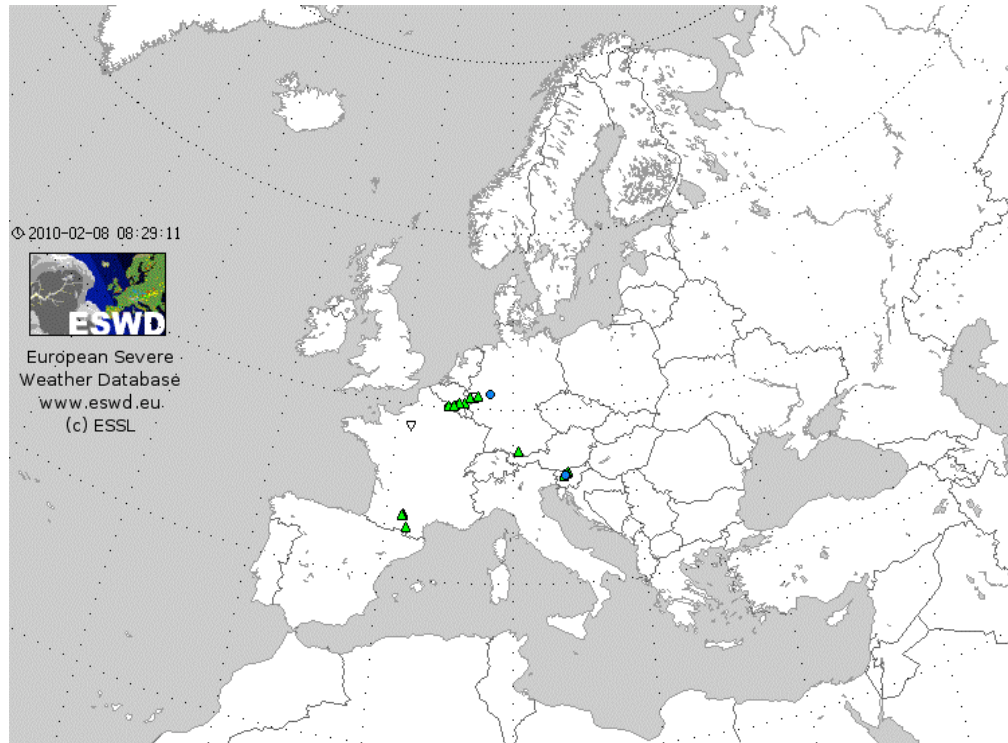 2010-02-08 08:29:11
ESWD
European Severe
Weather Database
www.eswd.eu
(c) ESSL